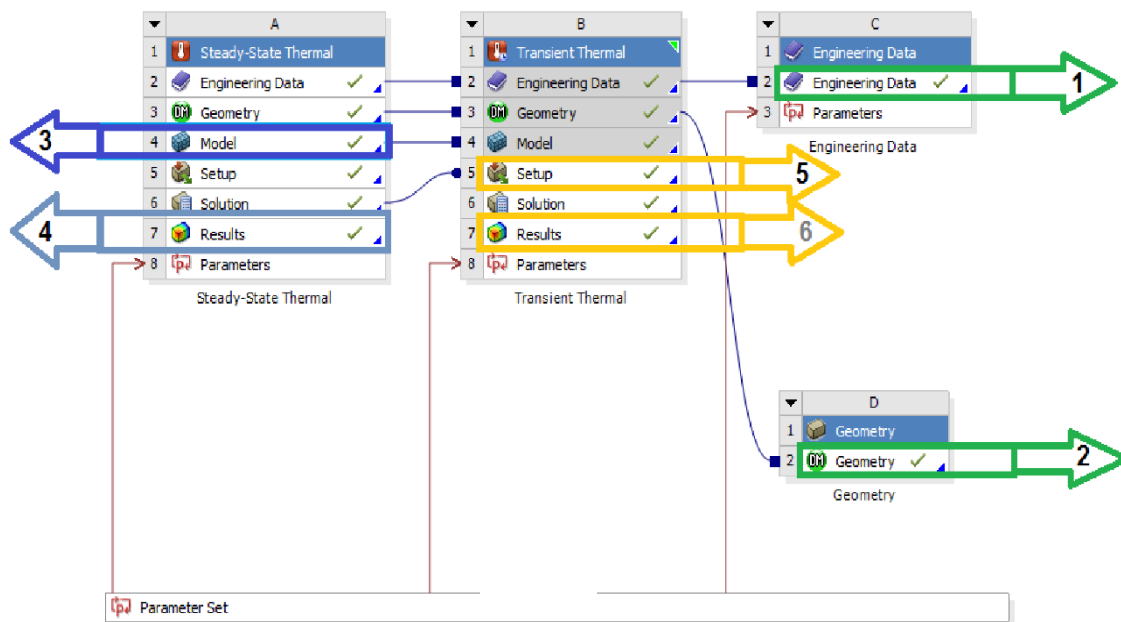 A
1 Steady-State Thermal
2 Engineering Data
3 Geometry
4 Model
5 Setup
6 Solution
7 Results
8 Parameters
Steady-State Thermal
3
4
B
1 Transient Thermal
2 Engineering Data
3 Geometry
4 Model
5 Setup
6 Solution
7 Results
8 Parameters
Transient Thermal
5
6
C
1 Engineering Data
2 Engineering Data
3 Parameters
Engineering Data
1
D
1 Geometry
2 Geometry
Geometry
2
Parameter Set